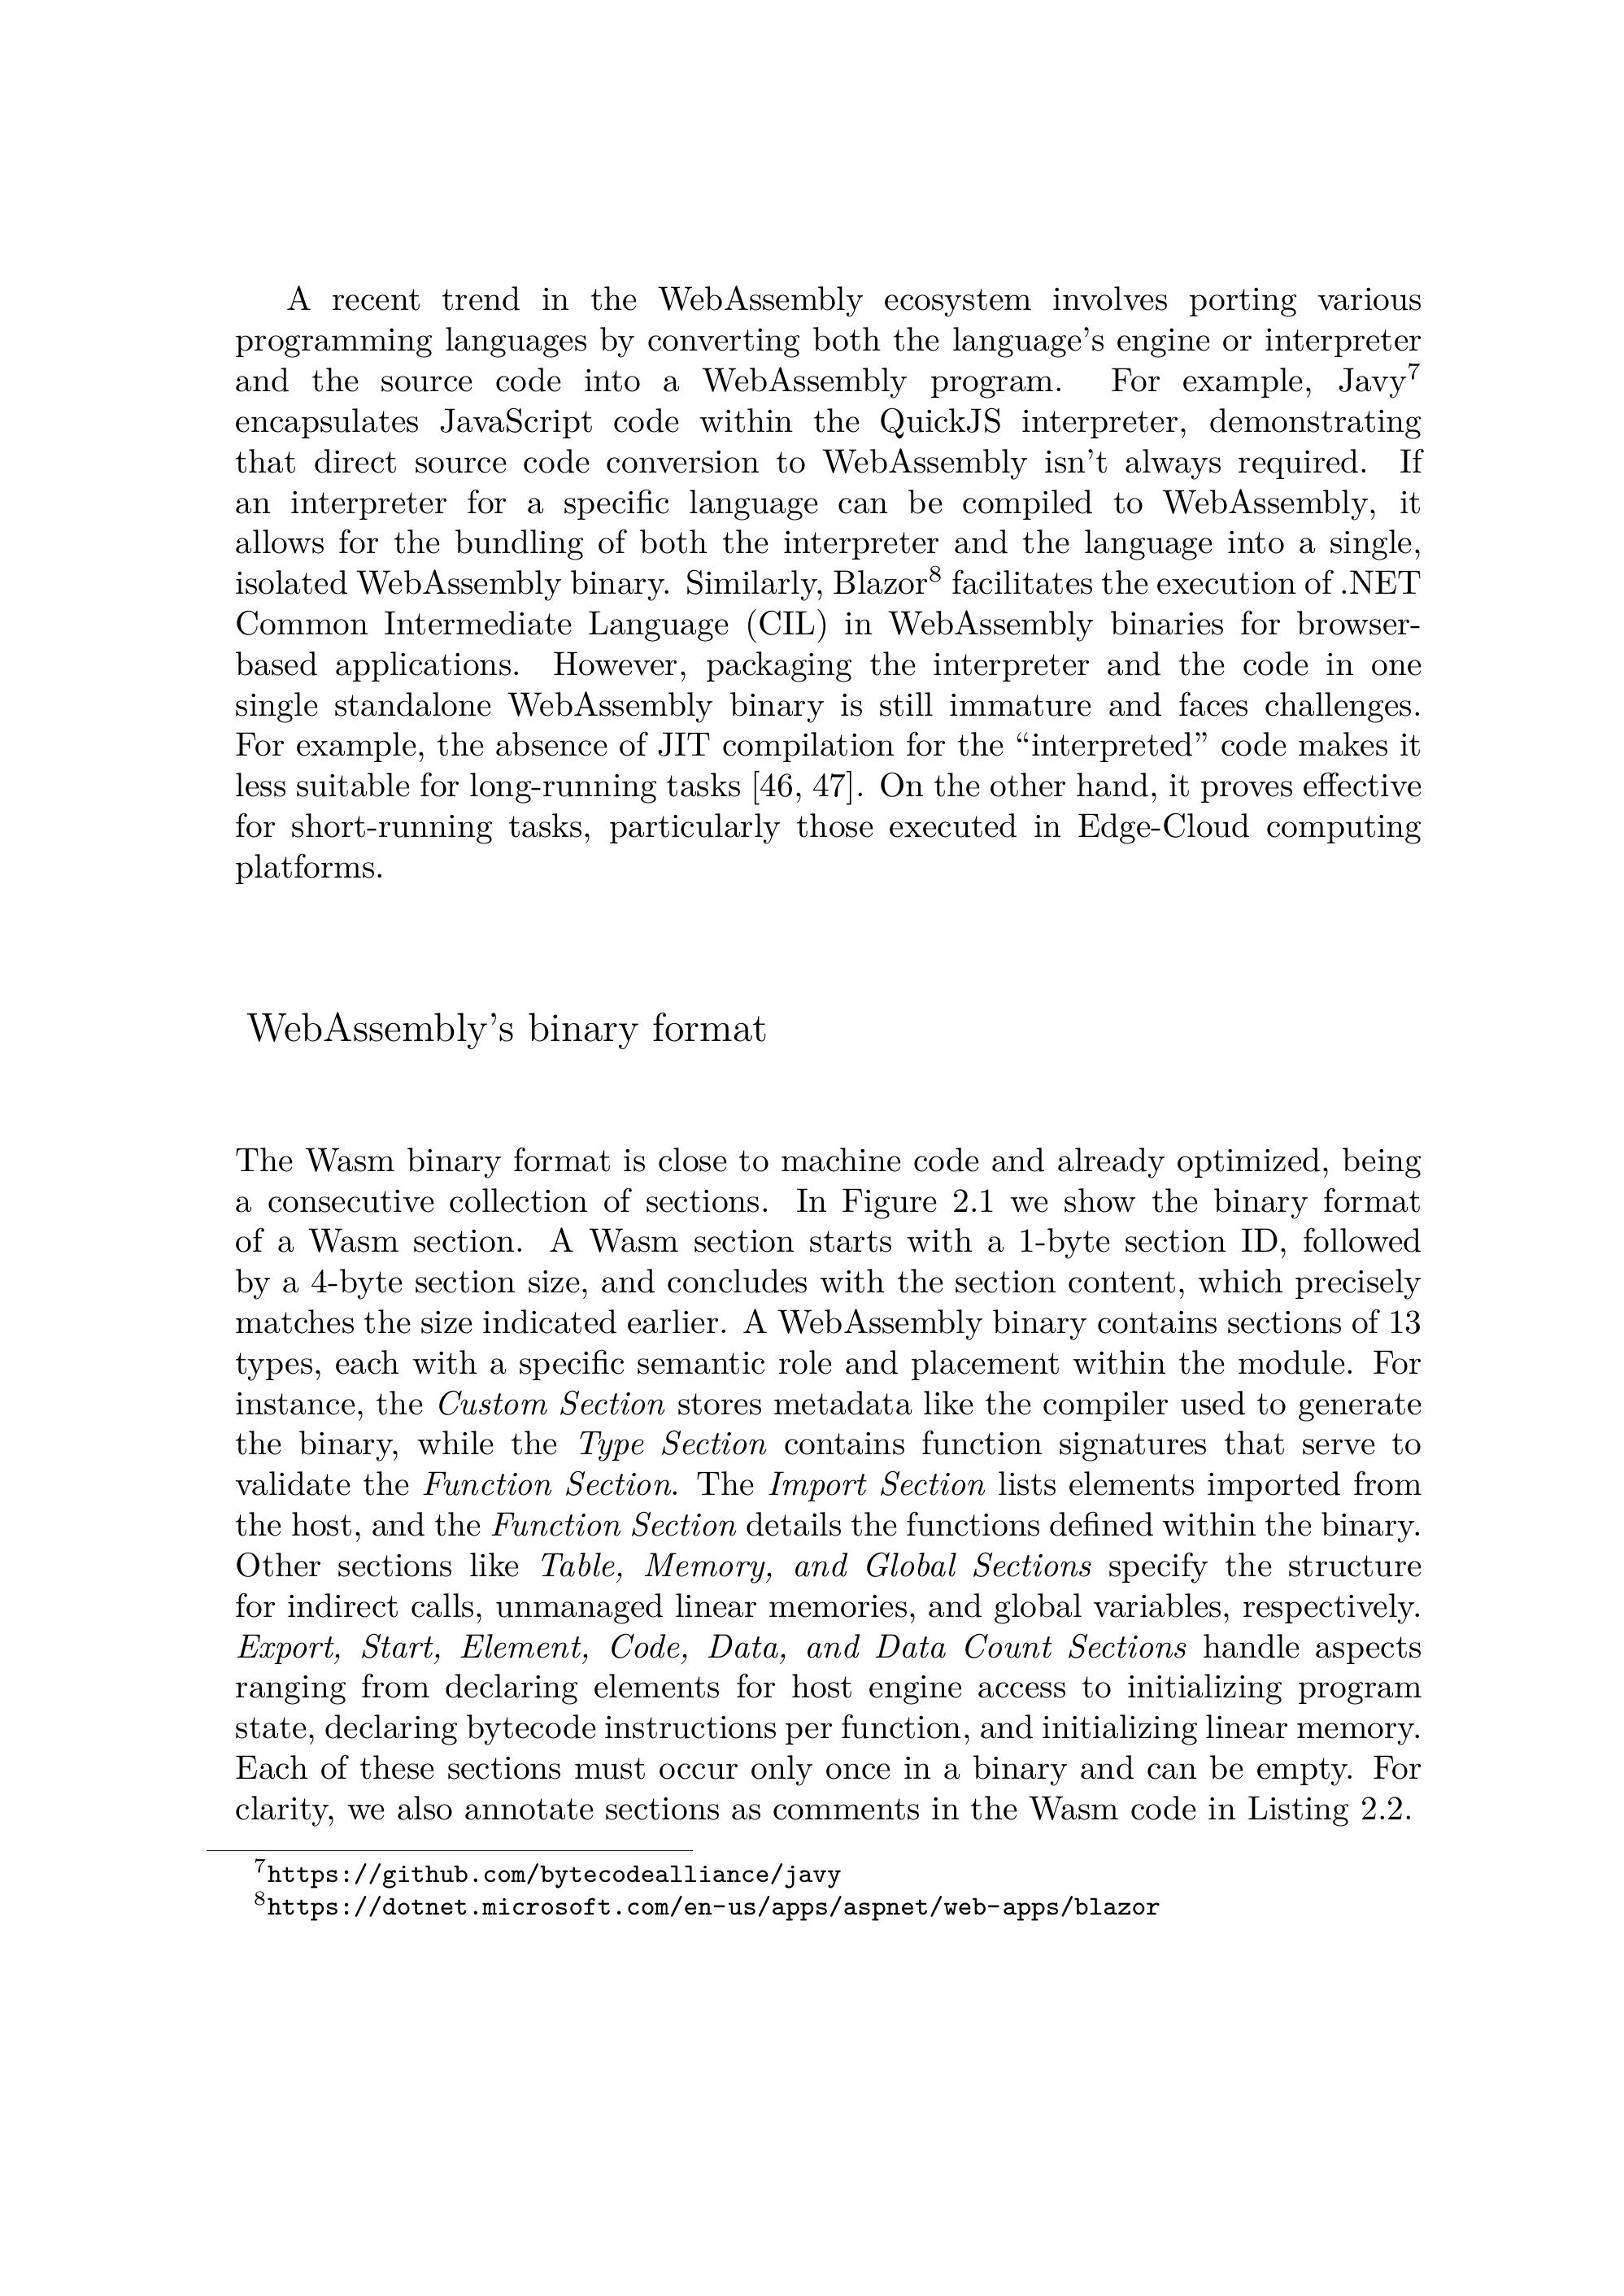 A recent trend in the WebAssembly ecosystem involves porting various
programming languages by converting both the language’s engine or interpreter
and the source code into a WebAssembly program. For example, Javy7
encapsulates JavaScript code within the QuickJS interpreter, demonstrating
that direct source code conversion to WebAssembly isn’t always required. If
an interpreter for a specific language can be compiled to WebAssembly, it
allows for the bundling of both the interpreter and the language into a single,
isolated WebAssembly binary. Similarly, Blazor8 facilitates the execution of .NET
Common Intermediate Language (CIL) in WebAssembly binaries for browser-
based applications. However, packaging the interpreter and the code in one
single standalone WebAssembly binary is still immature and faces challenges.
For example, the absence of JIT compilation for the “interpreted” code makes it
less suitable for long-running tasks [46, 47]. On the other hand, it proves effective
for short-running tasks, particularly those executed in Edge-Cloud computing
platforms.
WebAssembly’s binary format
The Wasm binary format is close to machine code and already optimized, being
a consecutive collection of sections. In Figure 2.1 we show the binary format
of a Wasm section. A Wasm section starts with a 1-byte section ID, followed
by a 4-byte section size, and concludes with the section content, which precisely
matches the size indicated earlier. A WebAssembly binary contains sections of 13
types, each with a specific semantic role and placement within the module. For
instance, the Custom Section stores metadata like the compiler used to generate
the binary, while the Type Section contains function signatures that serve to
validate the Function Section. The Import Section lists elements imported from
the host, and the Function Section details the functions defined within the binary.
Other sections like Table, Memory, and Global Sections specify the structure
for indirect calls, unmanaged linear memories, and global variables, respectively.
Export, Start, Element, Code, Data, and Data Count Sections handle aspects
ranging from declaring elements for host engine access to initializing program
state, declaring bytecode instructions per function, and initializing linear memory.
Each of these sections must occur only once in a binary and can be empty. For
clarity, we also annotate sections as comments in the Wasm code in Listing 2.2.
7https://github.com/bytecodealliance/javy
8https://dotnet.microsoft.com/en-us/apps/aspnet/web-apps/blazor